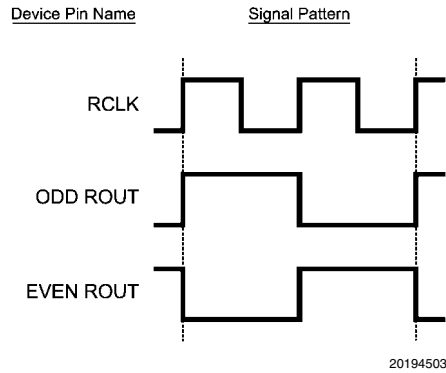 Device Pin Name Signal Pattern
RCLK
ODD ROUT
EVEN ROUT
20194503